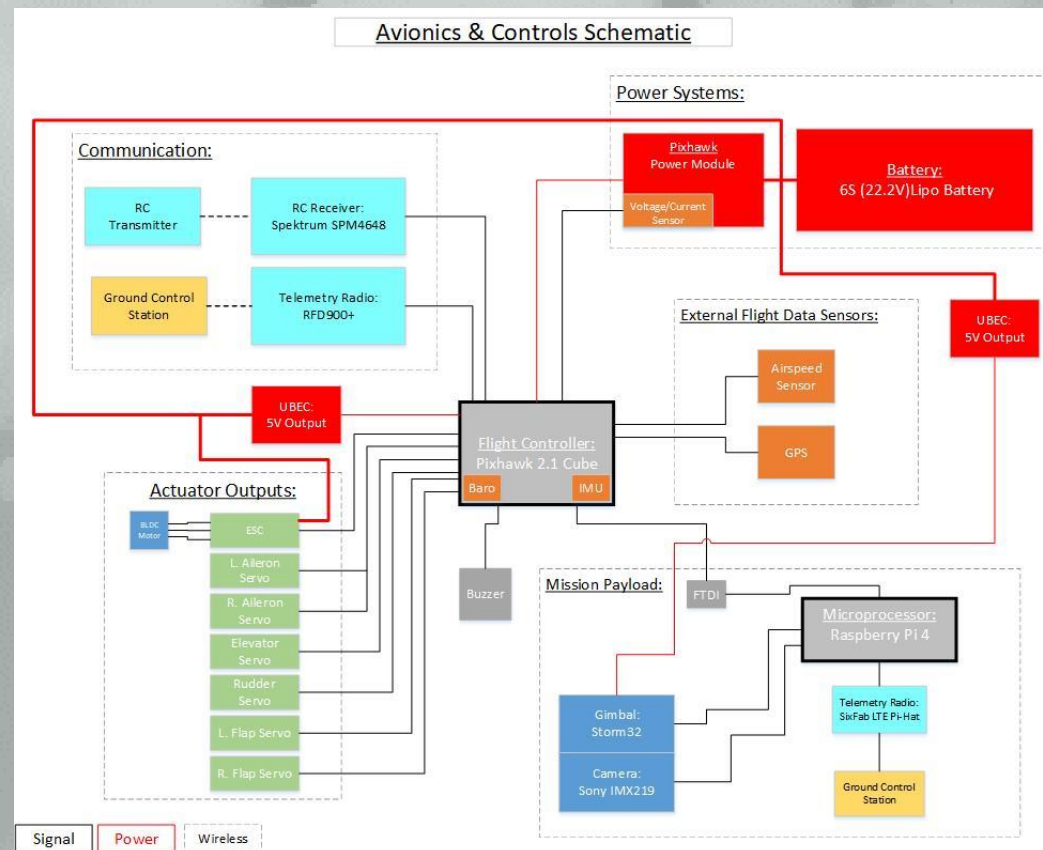 Avionics & Controls Schematic
Power Systems:
Pixhawk
Power Module
Voltage/Current
Sensor
Battery:
6S (22.2V)Lipo Battery
Communication:
RC
Transmitter
RC Receiver:
Spektrum SPM4648
Ground Control
Station
Telemetry Radio:
RFD900+
External Flight Data Sensors:
Airspeed
Sensor
GPS
UBEC:
5V Output
UBEC:
5V Output
Flight Controller:
Pixhawk 2.1 Cube
Baro
IMU
Actuator Outputs:
BLDC
Motor
ESC
L. Aileron
Servo
R. Aileron
Servo
Elevator
Servo
Rudder
Servo
L. Flap Servo
R. Flap Servo
Buzzer
Mission Payload:
FTDI
Microprocessor:
Raspberry Pi 4
Gimbal:
Storm32
Camera:
Sony IMX219
Telemetry Radio:
SixFab LTE Pi-Hat
Ground Control
Station
Signal
Power
Wireless